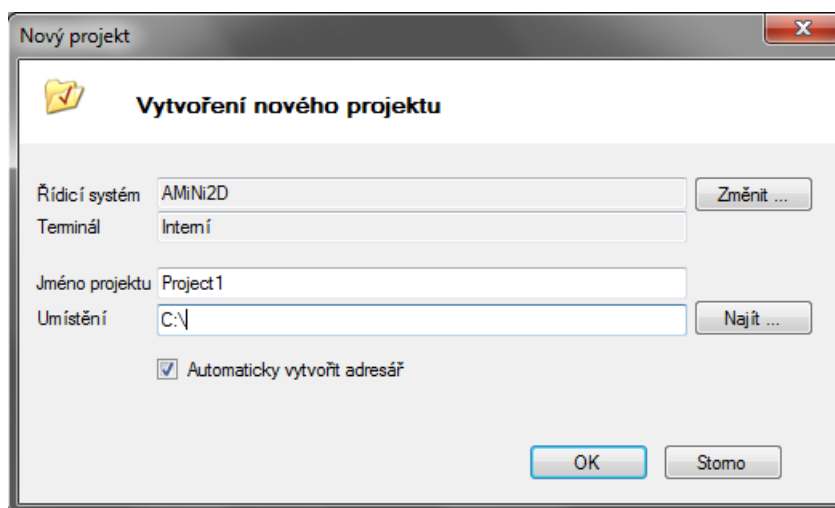 Nový projekt
Vytvoření nového projektu
Řídicí systém AMiNi2D Změnit ...
Terminál Interní
Jméno projektu Project1
Umístění C:\ Najít ...
Automaticky vytvořit adresář
OK Storno